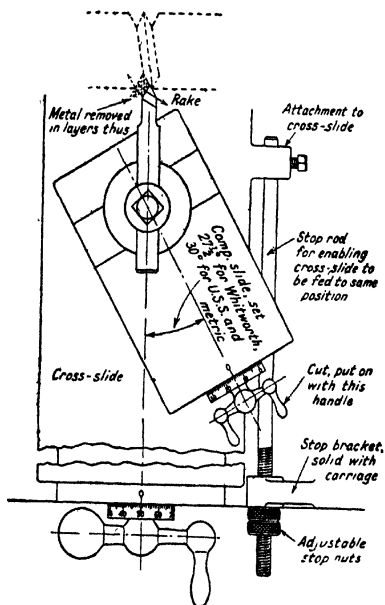 Metal removed
in layers thus
Rake
Attachment to
cross-slide
Stop rod
for enabling
cross-slide to
be fed to same
position
Comp. slide, set
27½° for Whitworth,
30° for U.S.S. and
metric
Cross-slide
Cut, put on
with this
handle
Stop bracket,
solid with
carriage
Adjustable
stop nuts